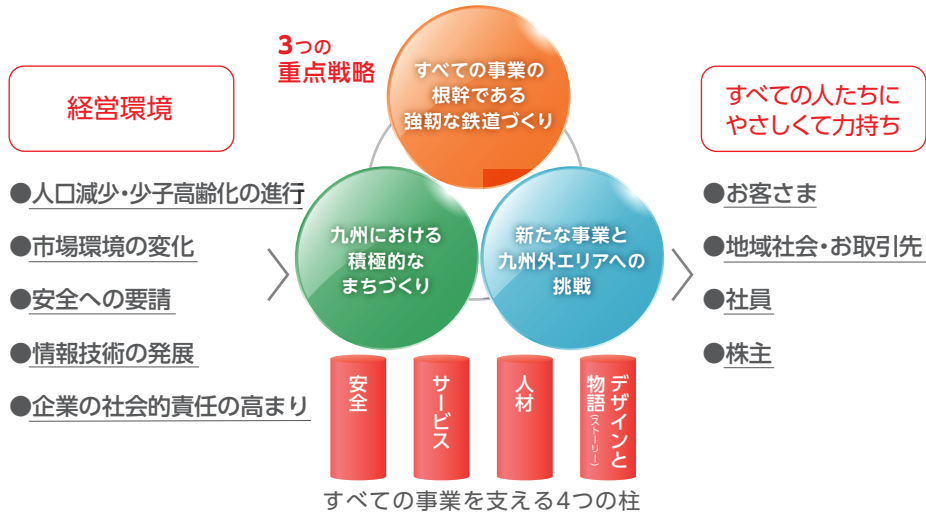 3つの
重点戦略
経営環境
●人口減少・少子高齢化の進行
●市場環境の変化
●安全への要請
●情報技術の発展
●企業の社会的責任の高まり
すべての事業の
根幹である
強靭な鉄道づくり
九州における
積極的な
まちづくり
新たな事業と
九州外エリアへの
挑戦
安全
サービス
人材
デザインと
物語(ストーリー)
すべての事業を支える4つの柱
すべての人たちに
やさしくて力持ち
●お客さま
●地域社会・お取引先
●社員
●株主